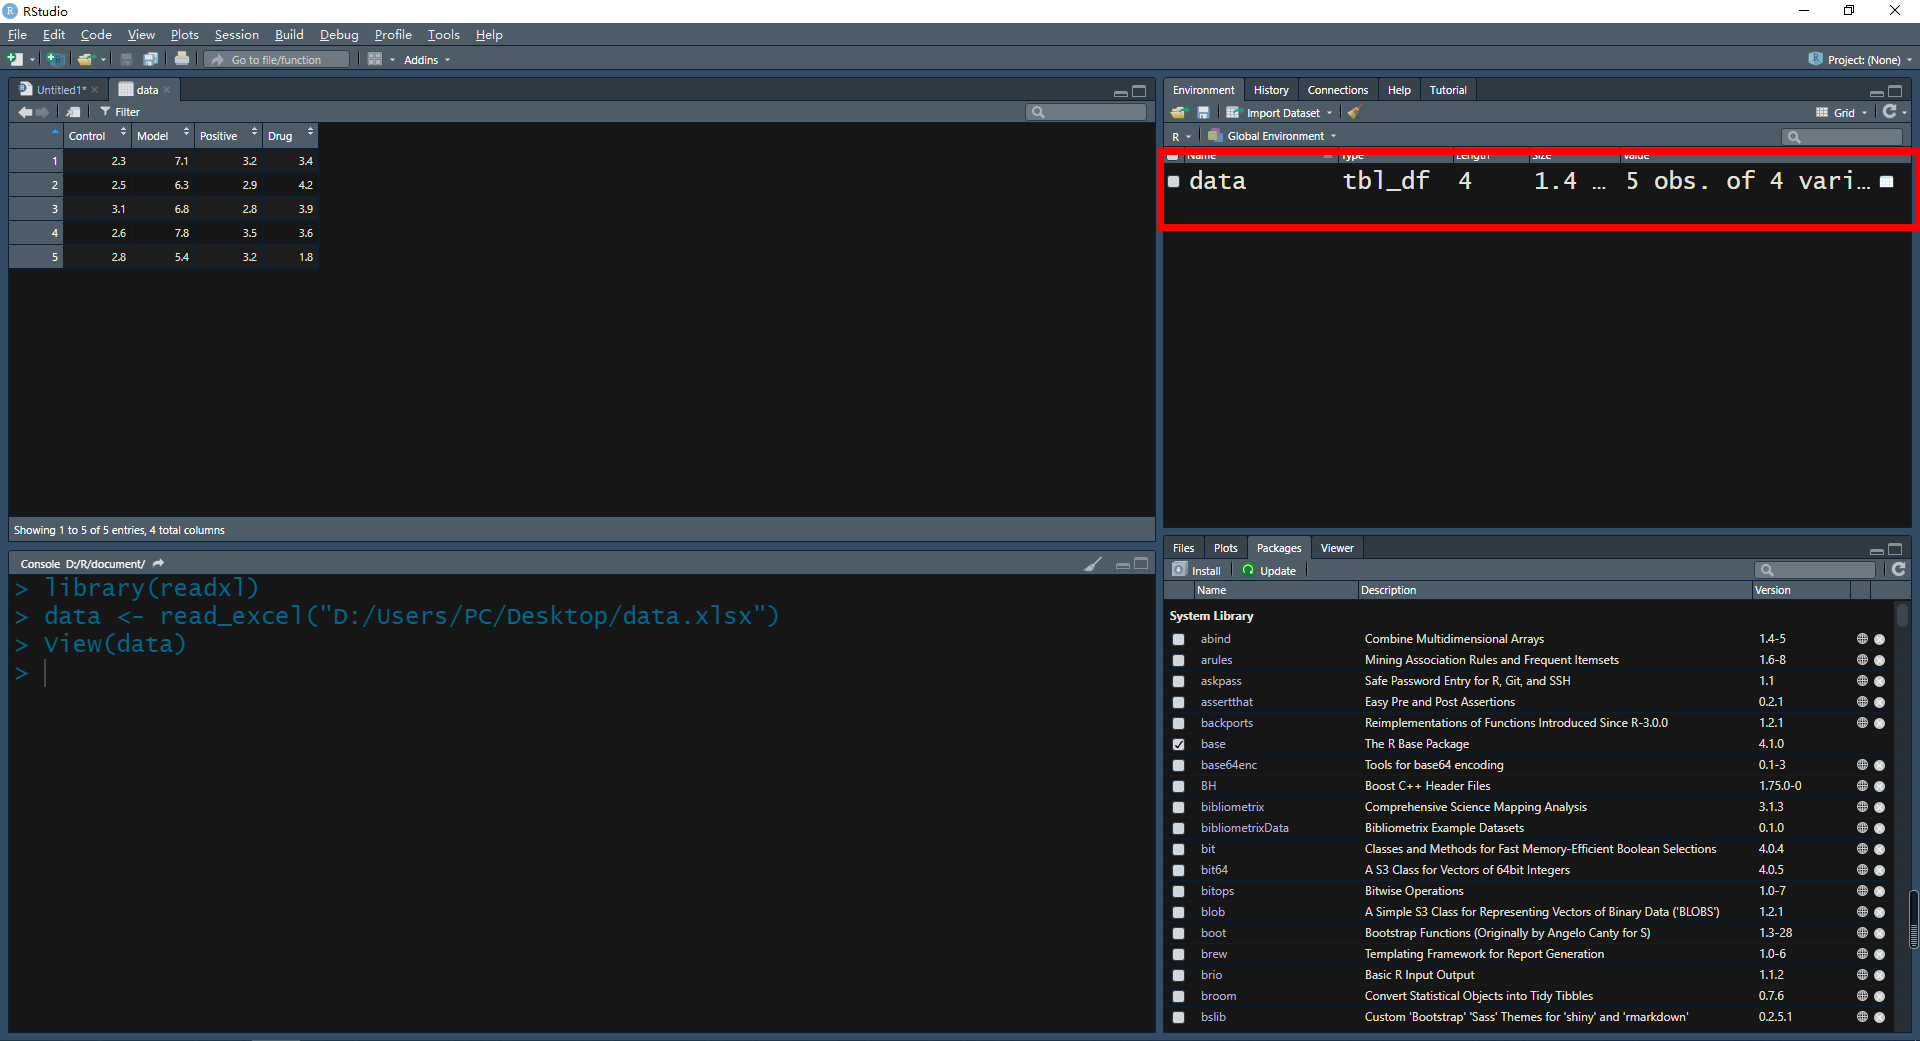 RStudio
File Edit Code View Plots Session Build Debug Profile Tools Help
Go to file/function Addins Project: (None)
Untitled1* data
Filter
Control Model Positive Drug
1 2.3 7.1 3.2 3.4
2 2.5 6.3 2.9 4.2
3 3.1 6.8 2.8 3.9
4 2.6 7.8 3.5 3.6
5 2.8 5.4 3.2 1.8
Showing 1 to 5 of 5 entries, 4 total columns
Console D:/R/document/
> library(readxl)
> data <- read_excel("D:/Users/PC/Desktop/data.xlsx")
> View(data)
>
Environment History Connections Help Tutorial
Import Dataset Grid
R Global Environment
Name Type Length Size Value
data tbl_df 4 1.4 … 5 obs. of 4 vari…
Files Plots Packages Viewer
Install Update
Name Description Version
System Library
abind Combine Multidimensional Arrays 1.4-5
arules Mining Association Rules and Frequent Itemsets 1.6-8
askpass Safe Password Entry for R, Git, and SSH 1.1
assertthat Easy Pre and Post Assertions 0.2.1
backports Reimplementations of Functions Introduced Since R-3.0.0 1.2.1
base The R Base Package 4.1.0
base64enc Tools for base64 encoding 0.1-3
BH Boost C++ Header Files 1.75.0-0
bibliometrix Comprehensive Science Mapping Analysis 3.1.3
bibliometrixData Bibliometrix Example Datasets 0.1.0
bit Classes and Methods for Fast Memory-Efficient Boolean Selections 4.0.4
bit64 A S3 Class for Vectors of 64bit Integers 4.0.5
bitops Bitwise Operations 1.0-7
blob A Simple S3 Class for Representing Vectors of Binary Data ('BLOBS') 1.2.1
boot Bootstrap Functions (Originally by Angelo Canty for S) 1.3-28
brew Templating Framework for Report Generation 1.0-6
brio Basic R Input Output 1.1.2
broom Convert Statistical Objects into Tidy Tibbles 0.7.6
bslib Custom 'Bootstrap' 'Sass' Themes for 'shiny' and 'rmarkdown' 0.2.5.1